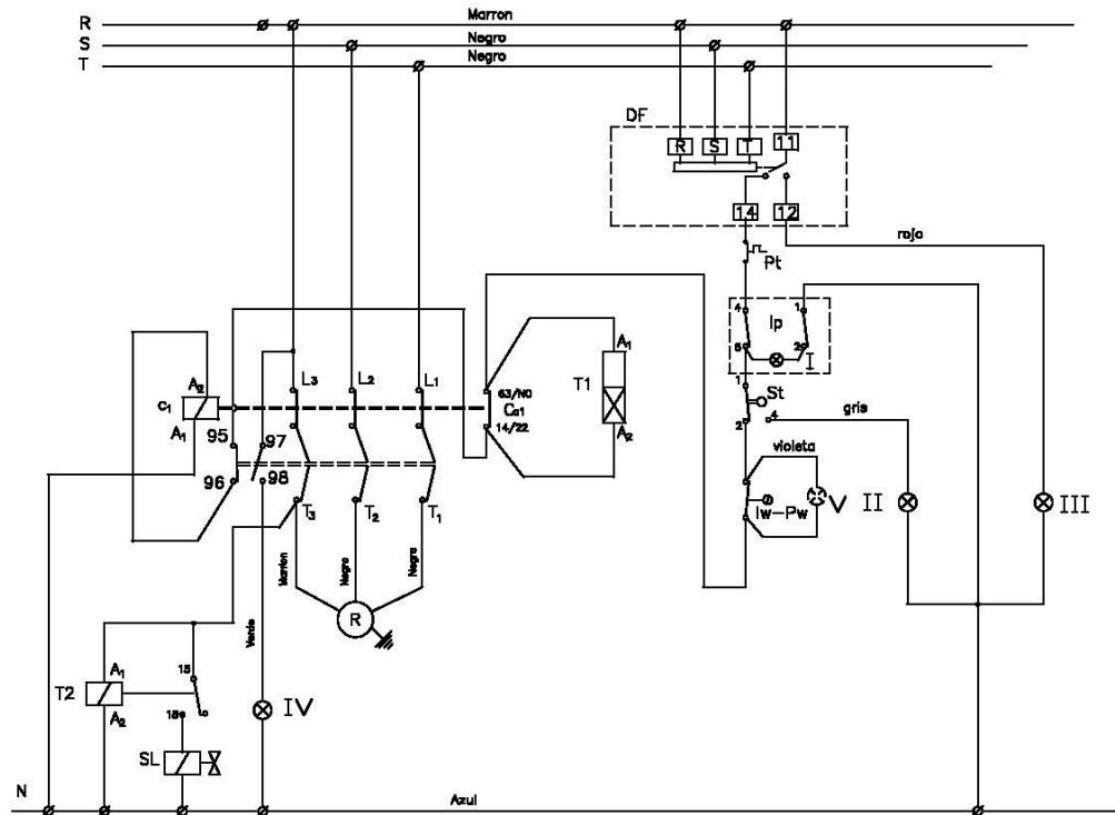 R
Marron
S
Negro
T
Negro
DF
R S T 11
14 12
rojo
Pt
4 1
Ip
6 2
I
1
St
2 4
gris
violeta
Iw-Pw
V
II
III
A2
C1
A1
95 97
96 98
L3 L2 L1
63/NO
Ca1
14/22
A1
T1
A2
T3 T2 T1
Marron
Negro
Negro
R
Verde
A1
T2
A2
15
18
SL
IV
N
Azul